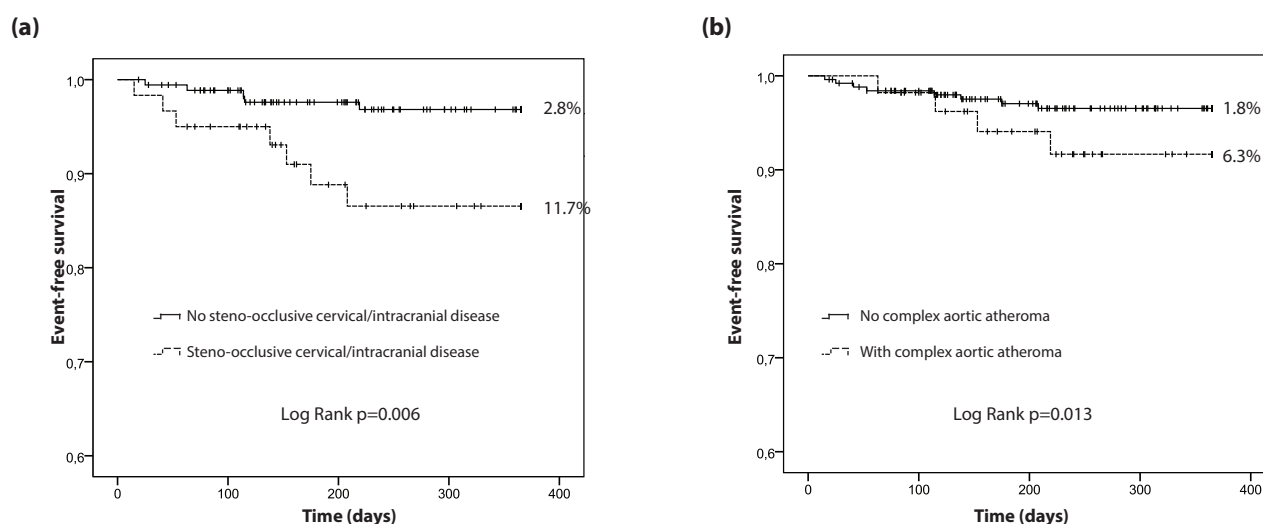 (a)
Event-free survival
1,0
0,9
0,8
0,7
0,6
2.8%
11.7%
No steno-occlusive cervical/intracranial disease
Steno-occlusive cervical/intracranial disease
Log Rank p=0.006
0
100
200
300
400
Time (days)
(b)
Event-free survival
1,0
0,9
0,8
0,7
0,6
1.8%
6.3%
No complex aortic atheroma
With complex aortic atheroma
Log Rank p=0.013
0
100
200
300
400
Time (days)